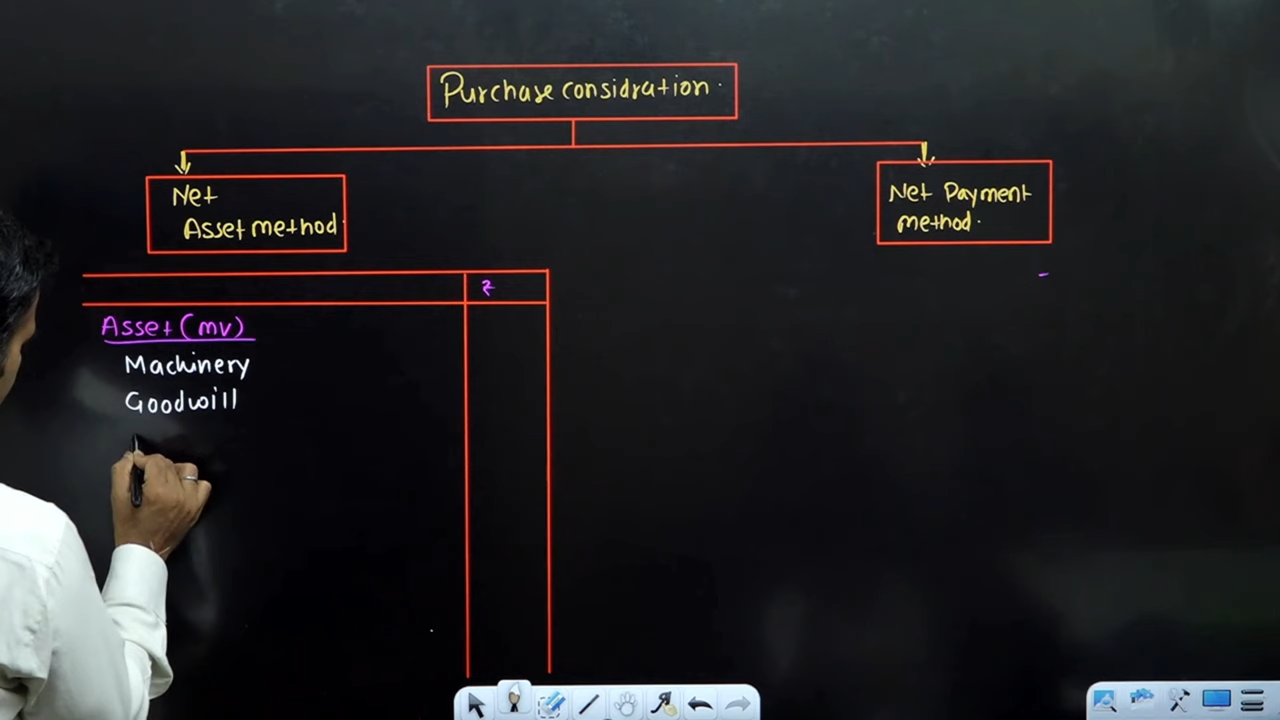 Purchase considration.
Net
Asset method.
Net Payment
method.
₹
Asset (mv)
Machinery
Goodwill